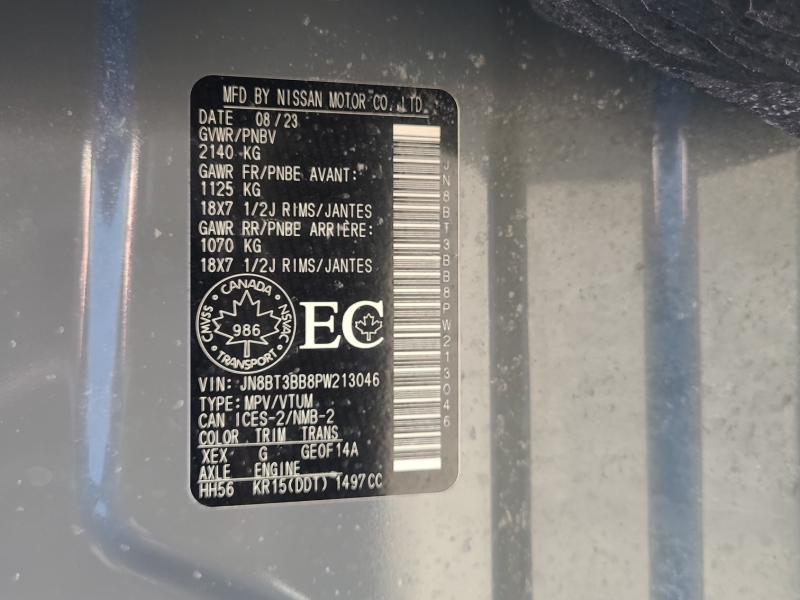 MFD BY NISSAN MOTOR CO., LTD.
DATE 08/23
GVWR/PNBV
2140 KG
GAWR FR/PNBE AVANT:
1125 KG
18X7 1/2J RIMS/JANTES
GAWR RR/PNBE ARRIÈRE:
1070 KG
18X7 1/2J RIMS/JANTES
CANADA
CMVSS
NSVAC
986
TRANSPORT
EC
VIN: JN8BT3BB8PW213046
TYPE: MPV/VTUM
CAN ICES-2/NMB-2
COLOR TRIM TRANS
XEX G GE0F14A
AXLE ENGINE
HH56 KR15(DDT) 1497CC
JN8BT3BB8PW213046